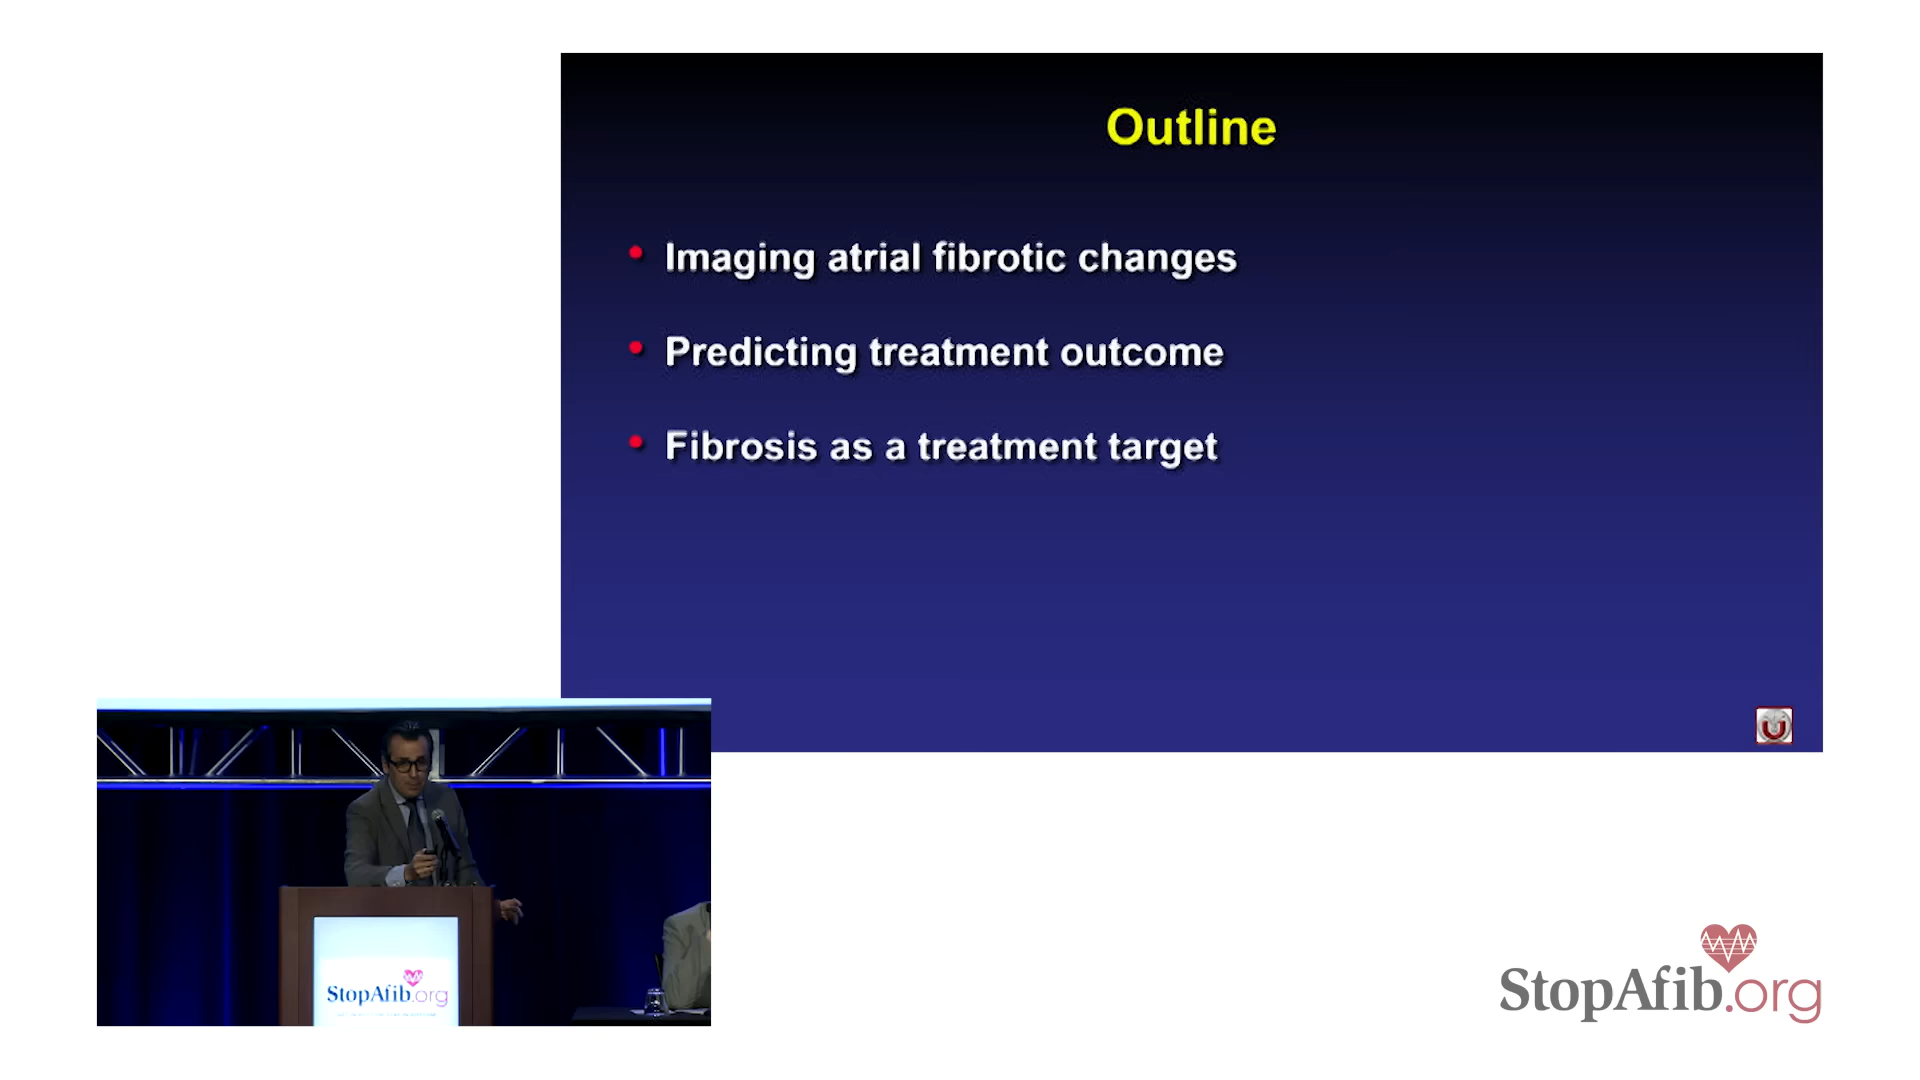 Outline
• Imaging atrial fibrotic changes
• Predicting treatment outcome
• Fibrosis as a treatment target
U
StopAfib.org
StopAfib.org